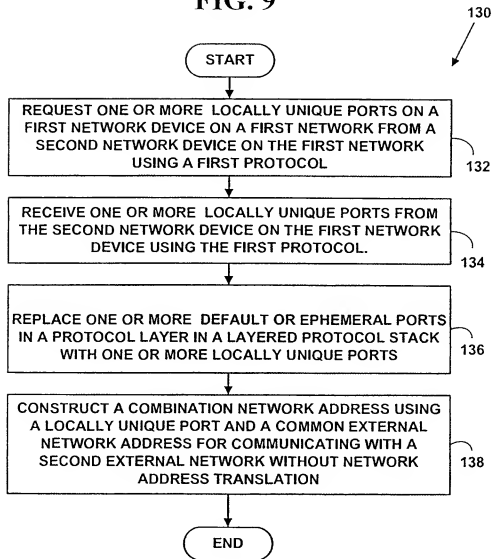 FIG. 9
130
START
REQUEST ONE OR MORE LOCALLY UNIQUE PORTS ON A
FIRST NETWORK DEVICE ON A FIRST NETWORK FROM A
SECOND NETWORK DEVICE ON THE FIRST NETWORK
USING A FIRST PROTOCOL
132
RECEIVE ONE OR MORE LOCALLY UNIQUE PORTS FROM
THE SECOND NETWORK DEVICE ON THE FIRST NETWORK
DEVICE USING THE FIRST PROTOCOL.
134
REPLACE ONE OR MORE DEFAULT OR EPHEMERAL PORTS
IN A PROTOCOL LAYER IN A LAYERED PROTOCOL STACK
WITH ONE OR MORE LOCALLY UNIQUE PORTS
136
CONSTRUCT A COMBINATION NETWORK ADDRESS USING
A LOCALLY UNIQUE PORT AND A COMMON EXTERNAL
NETWORK ADDRESS FOR COMMUNICATING WITH A
SECOND EXTERNAL NETWORK WITHOUT NETWORK
ADDRESS TRANSLATION
138
END